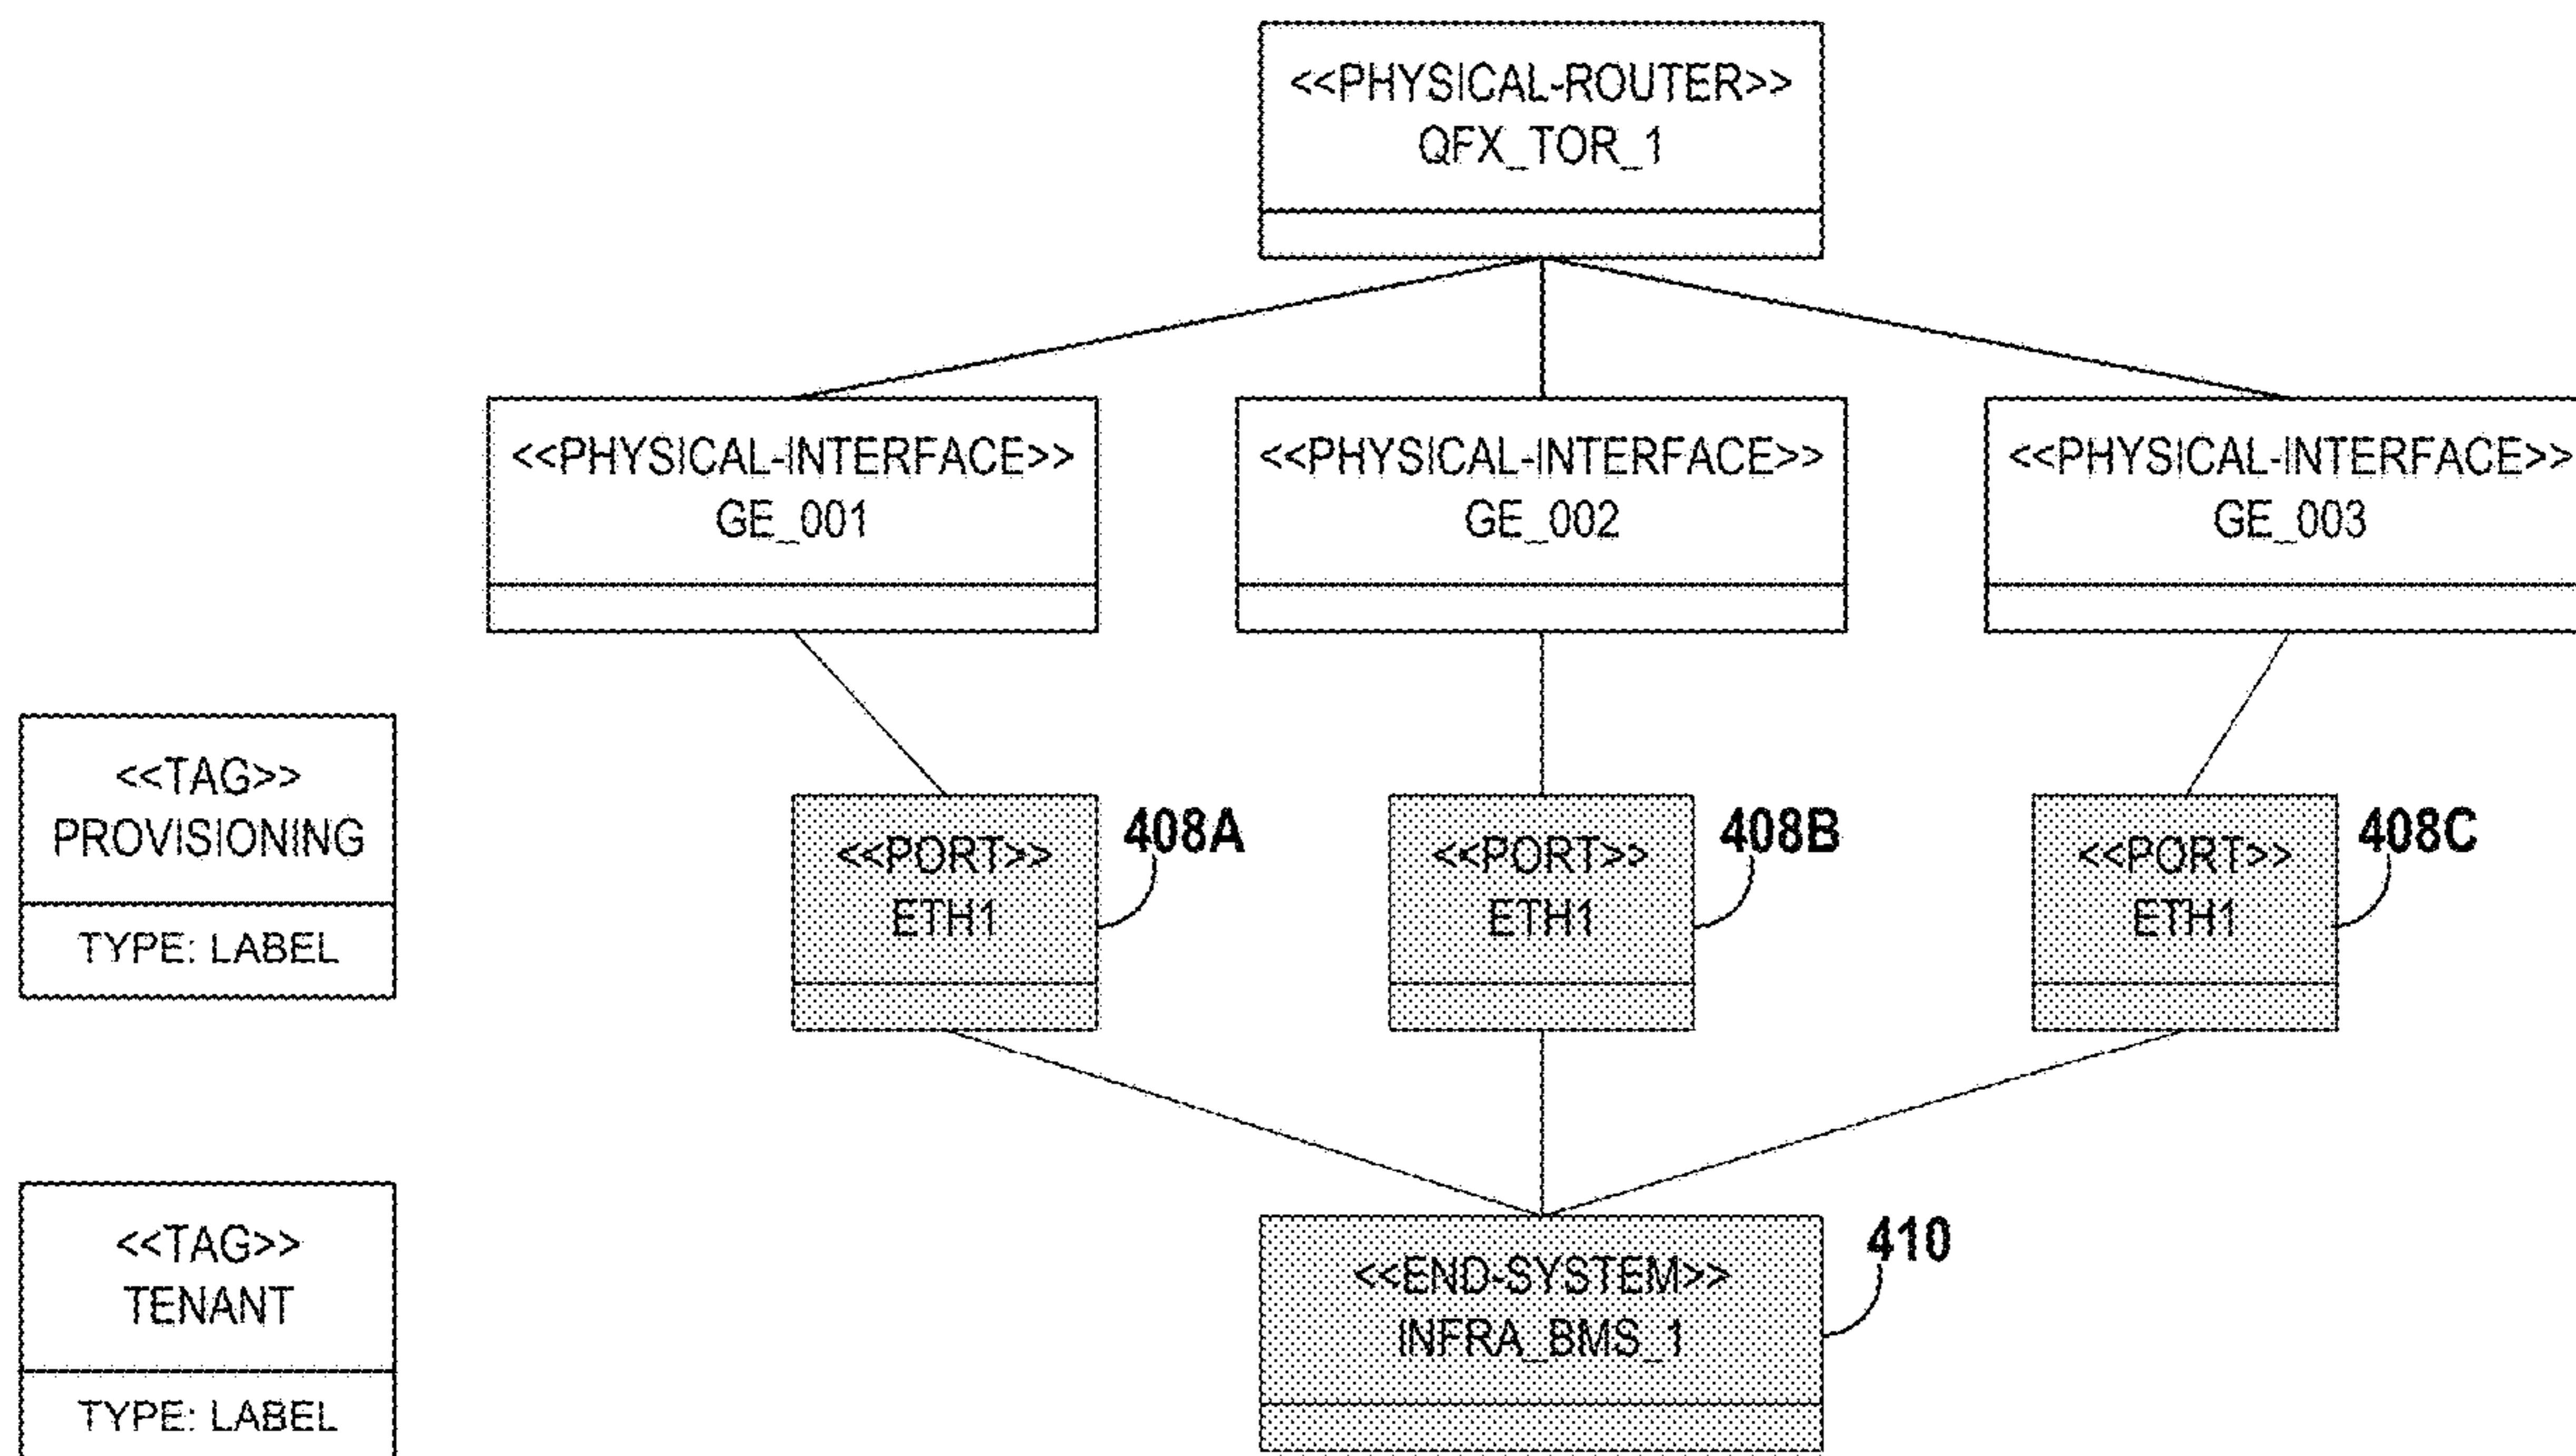 <<PHYSICAL-ROUTER>>
QFX_TOR_1
<<PHYSICAL-INTERFACE>>
GE_001
<<PHYSICAL-INTERFACE>>
GE_002
<<PHYSICAL-INTERFACE>>
GE_003
<<TAG>>
PROVISIONING
TYPE: LABEL
<<PORT>>
ETH1
408A
<<PORT>>
ETH1
408B
<<PORT>>
ETH1
408C
<<TAG>>
TENANT
TYPE: LABEL
<<END-SYSTEM>>
INFRA_BMS_1
410